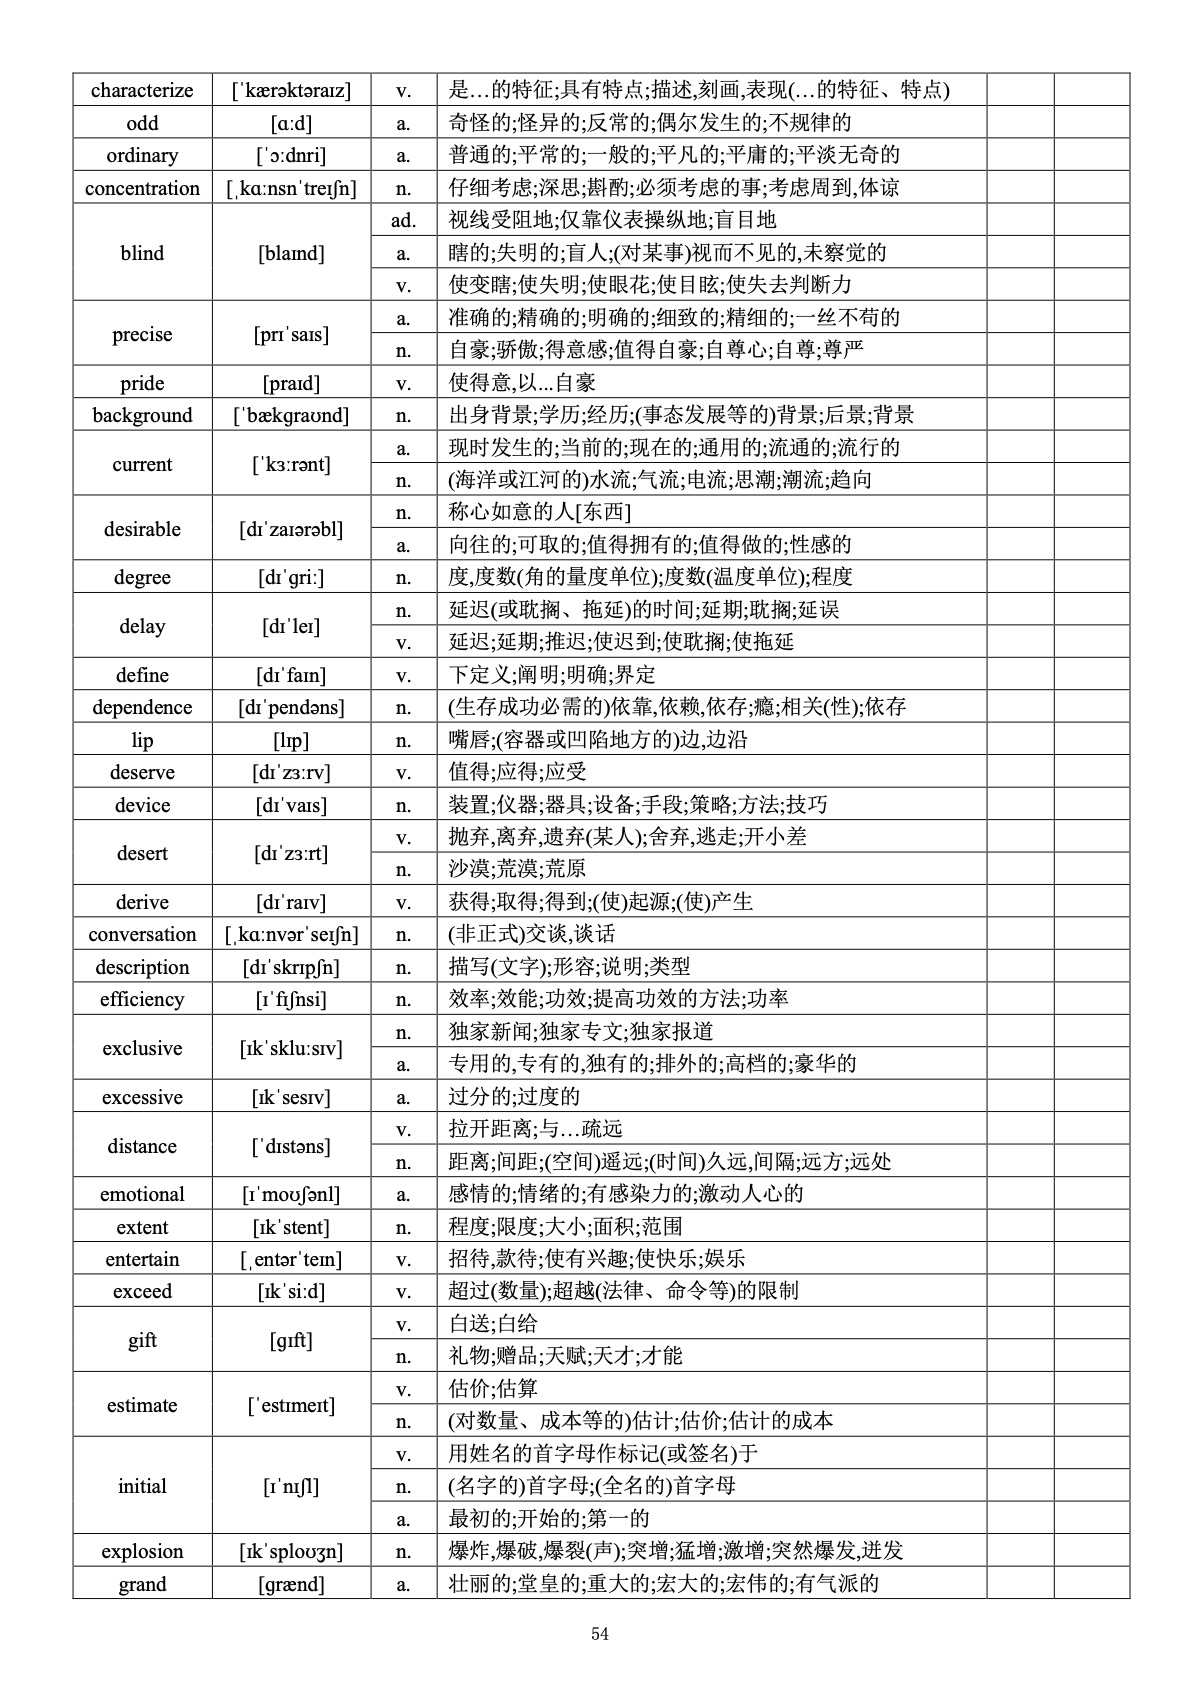 characterize [ˈkærəktəraɪz] v. 是…的特征;具有特点;描述,刻画,表现(…的特征、特点)
odd [ɑːd] a. 奇怪的;怪异的;反常的;偶尔发生的;不规律的
ordinary [ˈɔːdnri] a. 普通的;平常的;一般的;平凡的;平庸的;平淡无奇的
concentration [ˌkɑːnsnˈtreɪʃn] n. 仔细考虑;深思;斟酌;必须考虑的事;考虑周到,体谅
ad. 视线受阻地;仅靠仪表操纵地;盲目地
blind [blaɪnd] a. 瞎的;失明的;盲人;(对某事)视而不见的,未察觉的
v. 使变瞎;使失明;使眼花;使目眩;使失去判断力
precise [prɪˈsaɪs] a. 准确的;精确的;明确的;细致的;精细的;一丝不苟的
n. 自豪;骄傲;得意感;值得自豪;自尊心;自尊;尊严
pride [praɪd] v. 使得意,以...自豪
background [ˈbækɡraʊnd] n. 出身背景;学历;经历;(事态发展等的)背景;后景;背景
current [ˈkɜːrənt] a. 现时发生的;当前的;现在的;通用的;流通的;流行的
n. (海洋或江河的)水流;气流;电流;思潮;潮流;趋向
desirable [dɪˈzaɪərəbl] n. 称心如意的人[东西]
a. 向往的;可取的;值得拥有的;值得做的;性感的
degree [dɪˈɡriː] n. 度,度数(角的量度单位);度数(温度单位);程度
delay [dɪˈleɪ] n. 延迟(或耽搁、拖延)的时间;延期;耽搁;延误
v. 延迟;延期;推迟;使迟到;使耽搁;使拖延
define [dɪˈfaɪn] v. 下定义;阐明;明确;界定
dependence [dɪˈpendəns] n. (生存成功必需的)依靠,依赖,依存;瘾;相关(性);依存
lip [lɪp] n. 嘴唇;(容器或凹陷地方的)边,边沿
deserve [dɪˈzɜːrv] v. 值得;应得;应受
device [dɪˈvaɪs] n. 装置;仪器;器具;设备;手段;策略;方法;技巧
desert [dɪˈzɜːrt] v. 抛弃,离弃,遗弃(某人);舍弃,逃走;开小差
n. 沙漠;荒漠;荒原
derive [dɪˈraɪv] v. 获得;取得;得到;(使)起源;(使)产生
conversation [ˌkɑːnvərˈseɪʃn] n. (非正式)交谈,谈话
description [dɪˈskrɪpʃn] n. 描写(文字);形容;说明;类型
efficiency [ɪˈfɪʃnsi] n. 效率;效能;功效;提高功效的方法;功率
exclusive [ɪkˈskluːsɪv] n. 独家新闻;独家专文;独家报道
a. 专用的,专有的,独有的;排外的;高档的;豪华的
excessive [ɪkˈsesɪv] a. 过分的;过度的
distance [ˈdɪstəns] v. 拉开距离;与…疏远
n. 距离;间距;(空间)遥远;(时间)久远,间隔;远方;远处
emotional [ɪˈmoʊʃənl] a. 感情的;情绪的;有感染力的;激动人心的
extent [ɪkˈstent] n. 程度;限度;大小;面积;范围
entertain [ˌentərˈteɪn] v. 招待,款待;使有兴趣;使快乐;娱乐
exceed [ɪkˈsiːd] v. 超过(数量);超越(法律、命令等)的限制
gift [ɡɪft] v. 白送;白给
n. 礼物;赠品;天赋;天才;才能
estimate [ˈestɪmeɪt] v. 估价;估算
n. (对数量、成本等的)估计;估价;估计的成本
v. 用姓名的首字母作标记(或签名)于
initial [ɪˈnɪʃl] n. (名字的)首字母;(全名的)首字母
a. 最初的;开始的;第一的
explosion [ɪkˈsploʊʒn] n. 爆炸,爆破,爆裂(声);突增;猛增;激增;突然爆发,迸发
grand [ɡrænd] a. 壮丽的;堂皇的;重大的;宏大的;宏伟的;有气派的
54